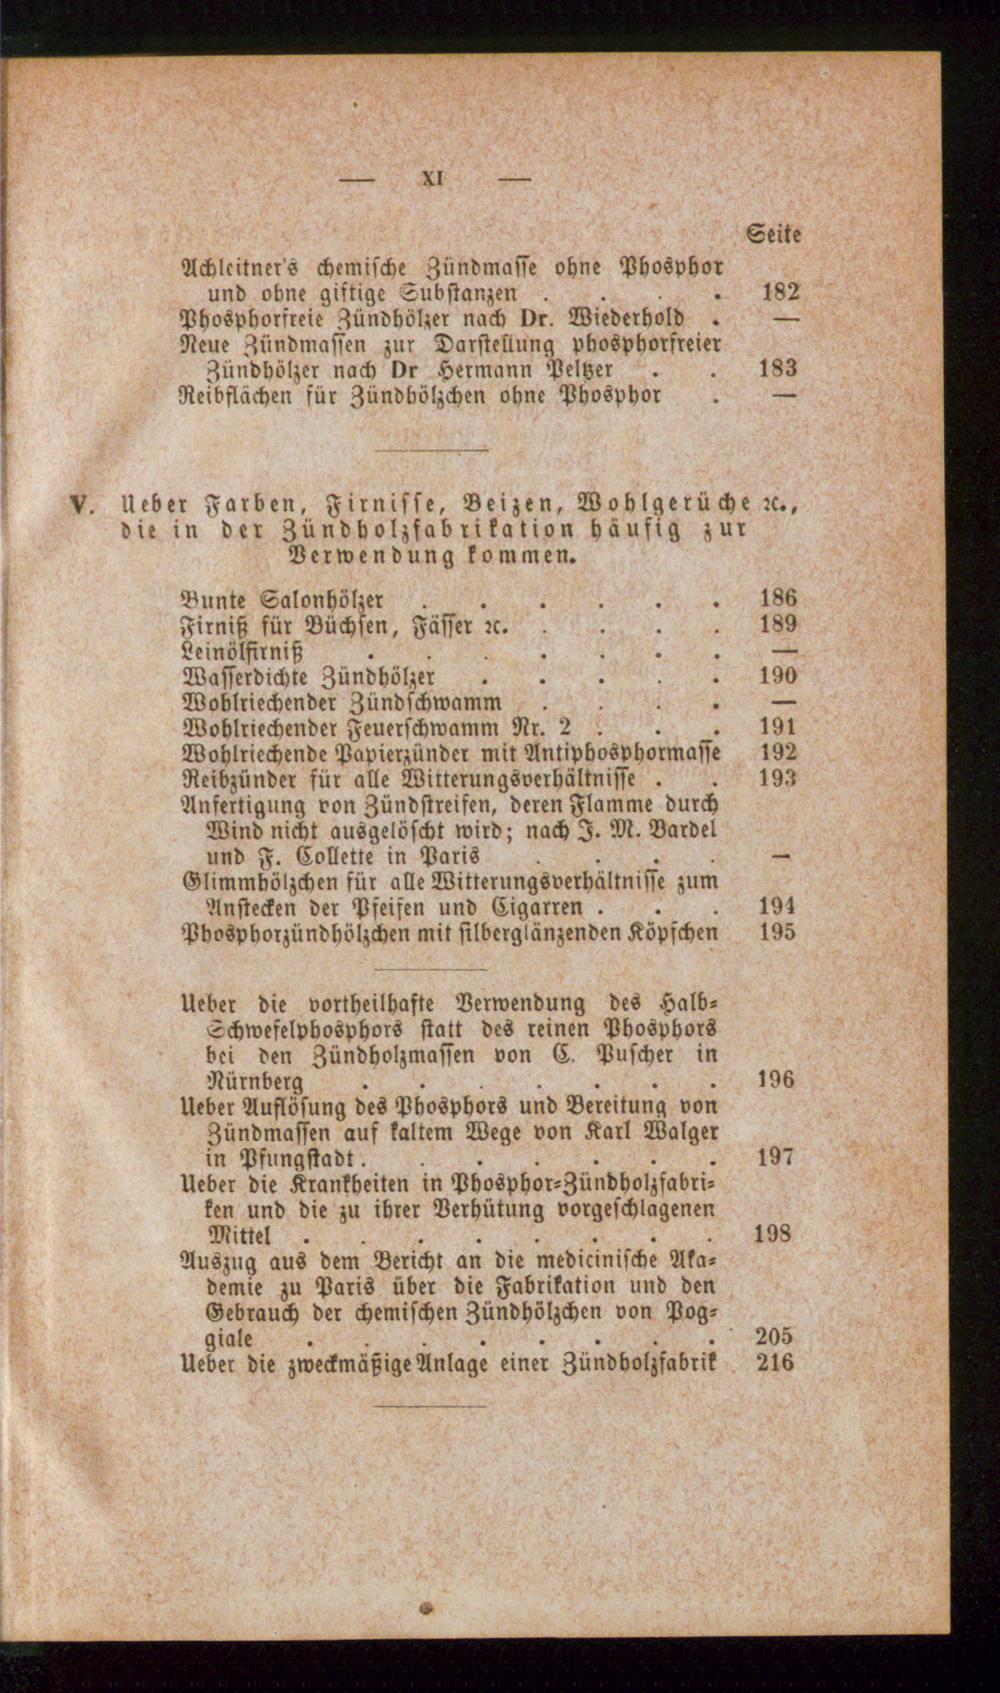 — XI —
Seite
Achleitner's chemische Zündmasse ohne Phosphor
und ohne giftige Substanzen . . . . 182
Phosphorfreie Zündhölzer nach Dr. Wiederhold . —
Neue Zündmassen zur Darstellung phosphorfreier
Zündhölzer nach Dr Hermann Peltzer . . 183
Reibflächen für Zündhölzchen ohne Phosphor . —
V. Ueber Farben, Firnisse, Beizen, Wohlgerüche ꝛc.,
die in der Zündholzfabrikation häufig zur
Verwendung kommen.
Bunte Salonhölzer . . . . . . 186
Firniß für Büchsen, Fässer ꝛc. . . . . 189
Leinölfirniß . . . . . . . —
Wasserdichte Zündhölzer . . . . . 190
Wohlriechender Zündschwamm . . . . —
Wohlriechender Feuerschwamm Nr. 2 . . . 191
Wohlriechende Papierzünder mit Antiphosphormasse 192
Reibzünder für alle Witterungsverhältnisse . . 193
Anfertigung von Zündstreifen, deren Flamme durch
Wind nicht ausgelöscht wird; nach J. M. Bardel
und F. Collette in Paris . . . . —
Glimmhölzchen für alle Witterungsverhältnisse zum
Anstecken der Pfeifen und Cigarren . . . 194
Phosphorzündhölzchen mit silberglänzenden Köpfchen 195
Ueber die vortheilhafte Verwendung des Halb-
Schwefelphosphors statt des reinen Phosphors
bei den Zündholzmassen von C. Puscher in
Nürnberg . . . . . . . 196
Ueber Auflösung des Phosphors und Bereitung von
Zündmassen auf kaltem Wege von Karl Walger
in Pfungstadt . . . . . . . 197
Ueber die Krankheiten in Phosphor-Zündholzfabri-
ken und die zu ihrer Verhütung vorgeschlagenen
Mittel . . . . . . . . 198
Auszug aus dem Bericht an die medicinische Aka-
demie zu Paris über die Fabrikation und den
Gebrauch der chemischen Zündhölzchen von Pog-
giale . . . . . . . . 205
Ueber die zweckmäßige Anlage einer Zündholzfabrik 216